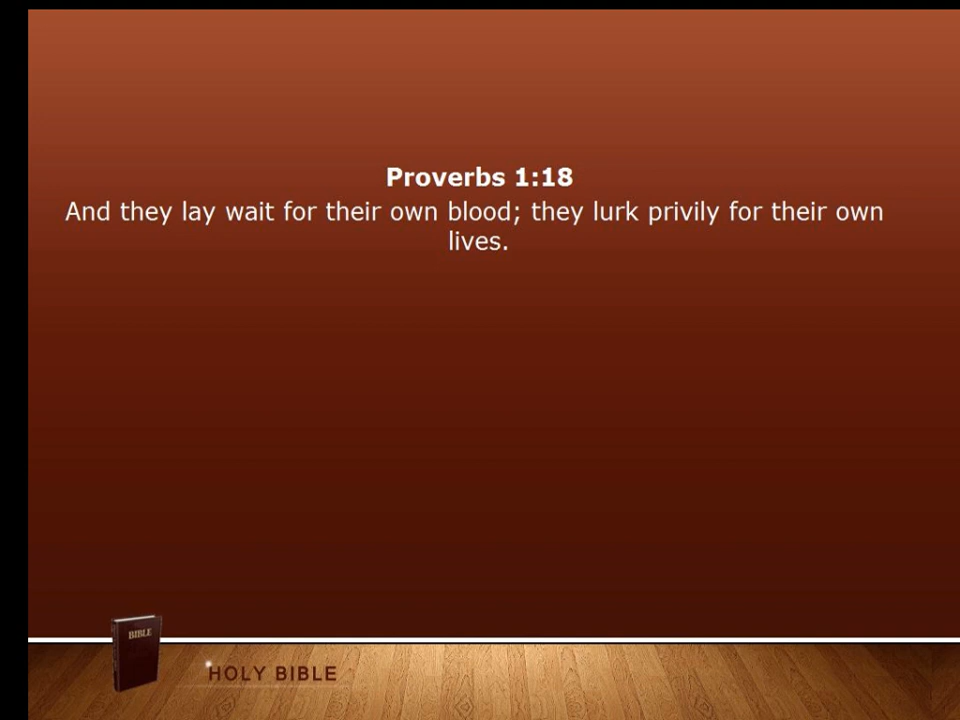 Proverbs 1:18
And they lay wait for their own blood; they lurk privily for their own
lives.
BIBLE
HOLY BIBLE